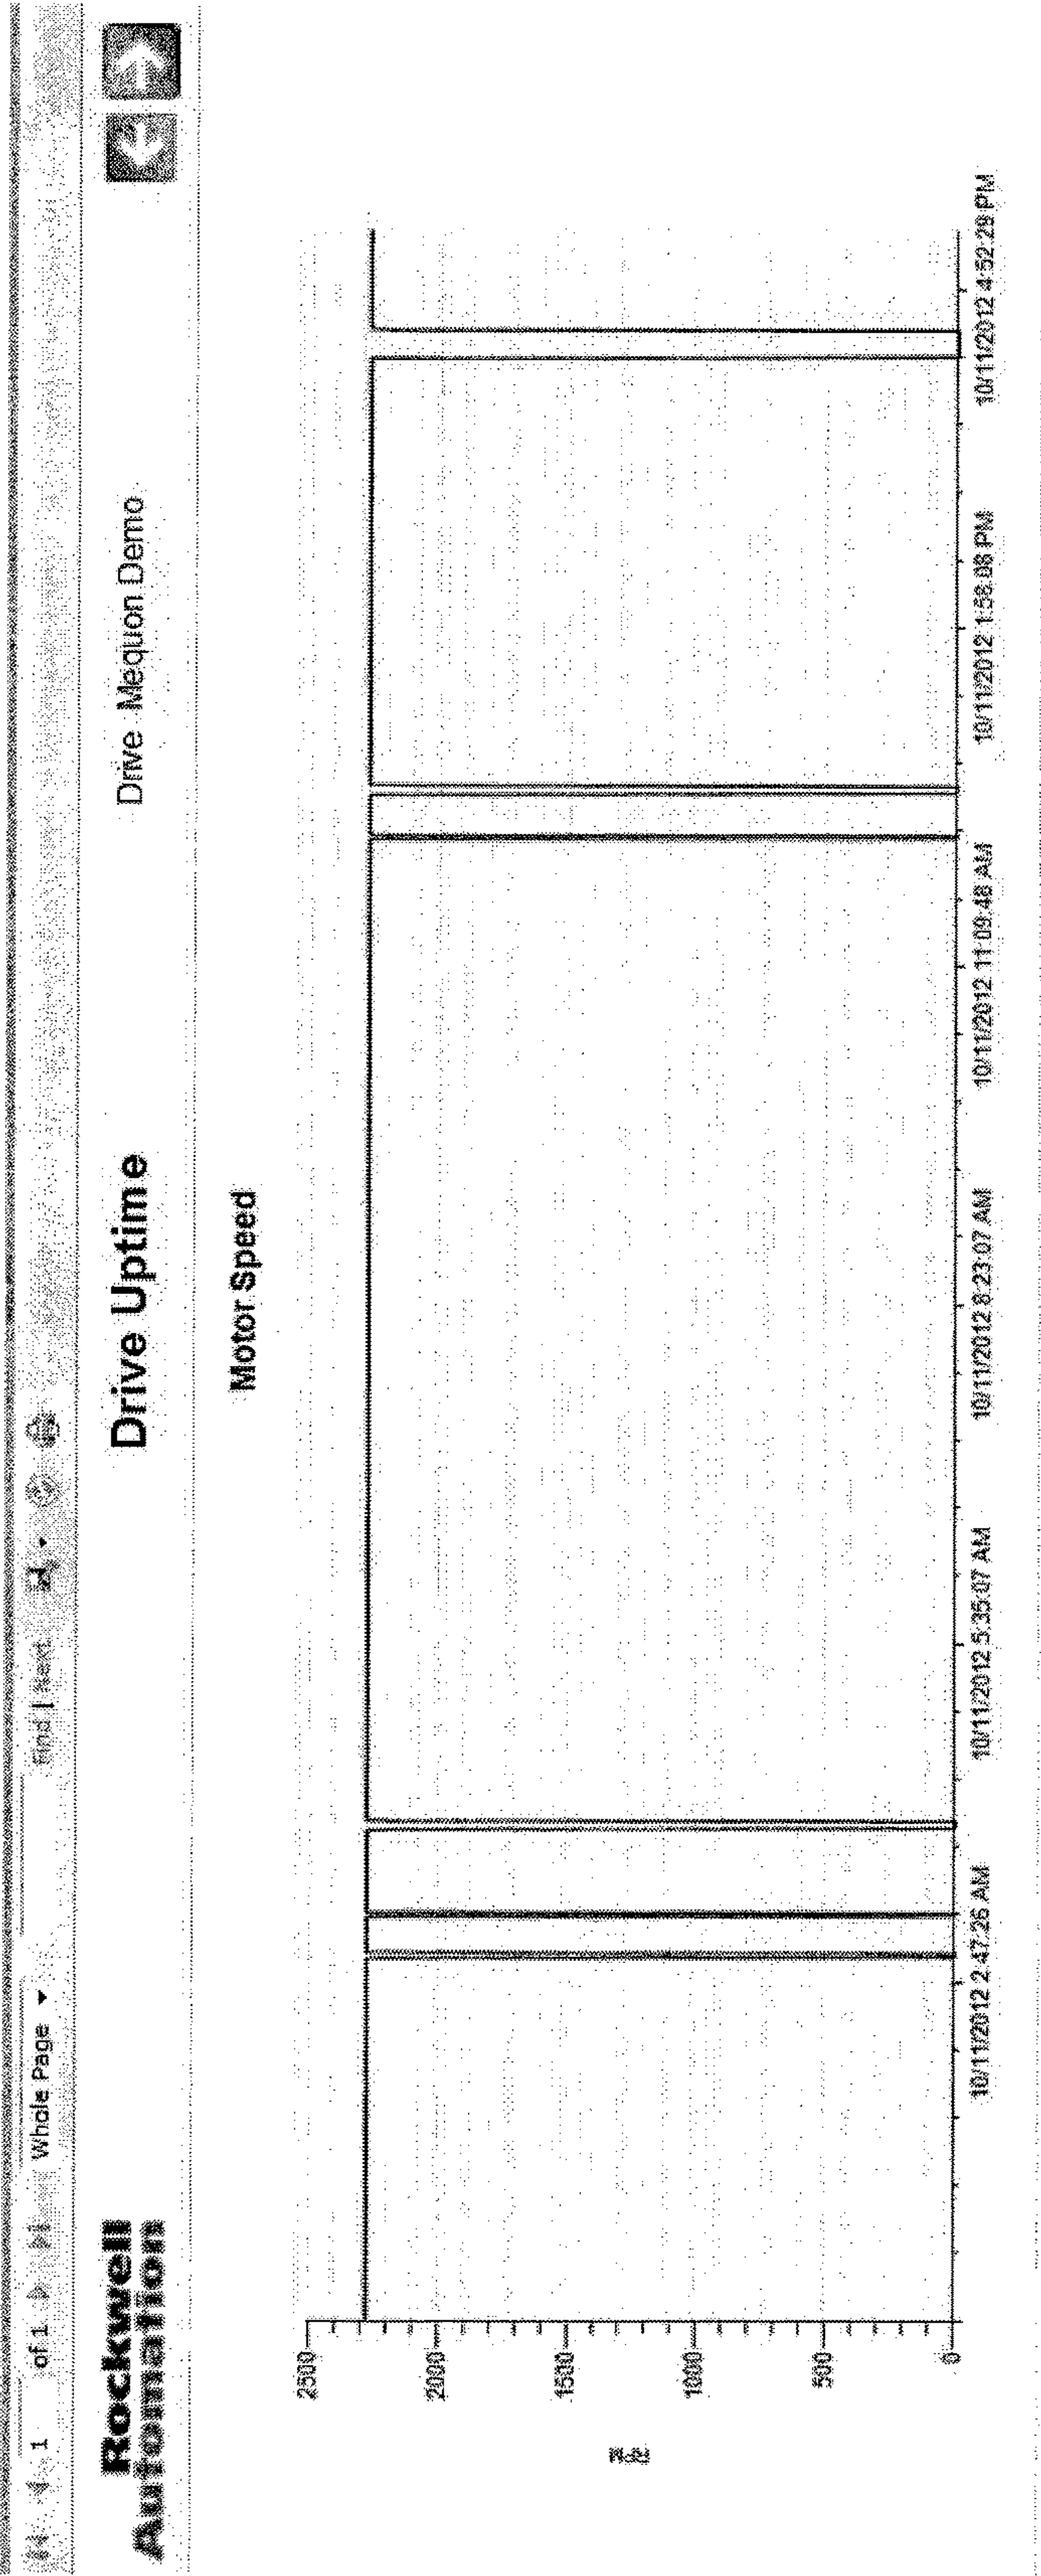 1 of 1 Whole Page Find | Next
Rockwell
Automation
Drive Uptime
Drive Mequon Demo
Motor Speed
2500
2000
1500
1000
500
0
RPM
10/11/2012 2:47:26 AM
10/11/2012 5:35:07 AM
10/11/2012 8:23:07 AM
10/11/2012 11:09:48 AM
10/11/2012 1:58:08 PM
10/11/2012 4:52:29 PM